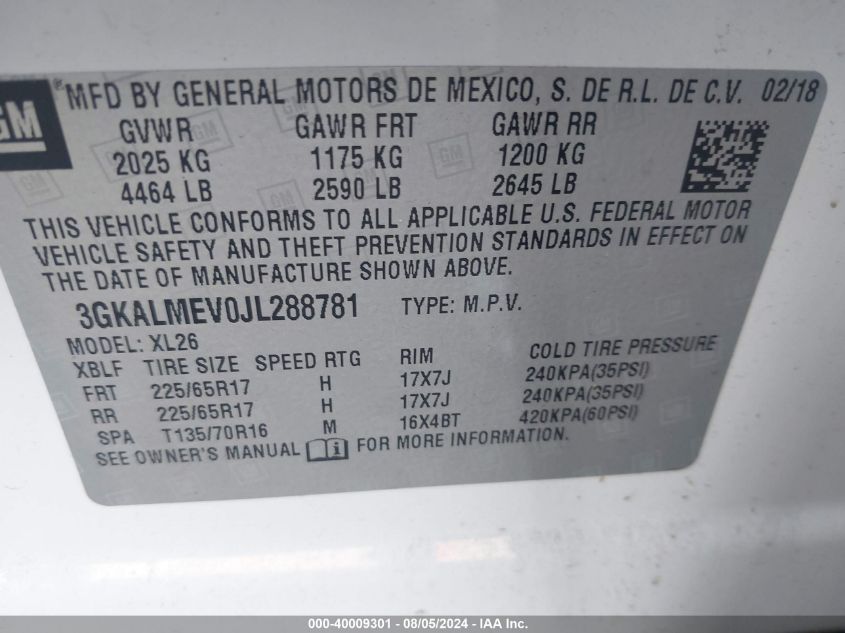 GM
® MFD BY GENERAL MOTORS DE MEXICO, S. DE R.L. DE C.V. 02/18
GVWR GAWR FRT GAWR RR
2025 KG 1175 KG 1200 KG
4464 LB 2590 LB 2645 LB
THIS VEHICLE CONFORMS TO ALL APPLICABLE U.S. FEDERAL MOTOR
VEHICLE SAFETY AND THEFT PREVENTION STANDARDS IN EFFECT ON
THE DATE OF MANUFACTURE SHOWN ABOVE.
3GKALMEV0JL288781 TYPE: M.P.V.
MODEL: XL26
XBLF TIRE SIZE SPEED RTG RIM COLD TIRE PRESSURE
FRT 225/65R17 H 17X7J 240KPA(35PSI)
RR 225/65R17 H 17X7J 240KPA(35PSI)
SPA T135/70R16 M 16X4BT 420KPA(60PSI)
SEE OWNER'S MANUAL FOR MORE INFORMATION.
000-40009301 - 08/05/2024 - IAA Inc.